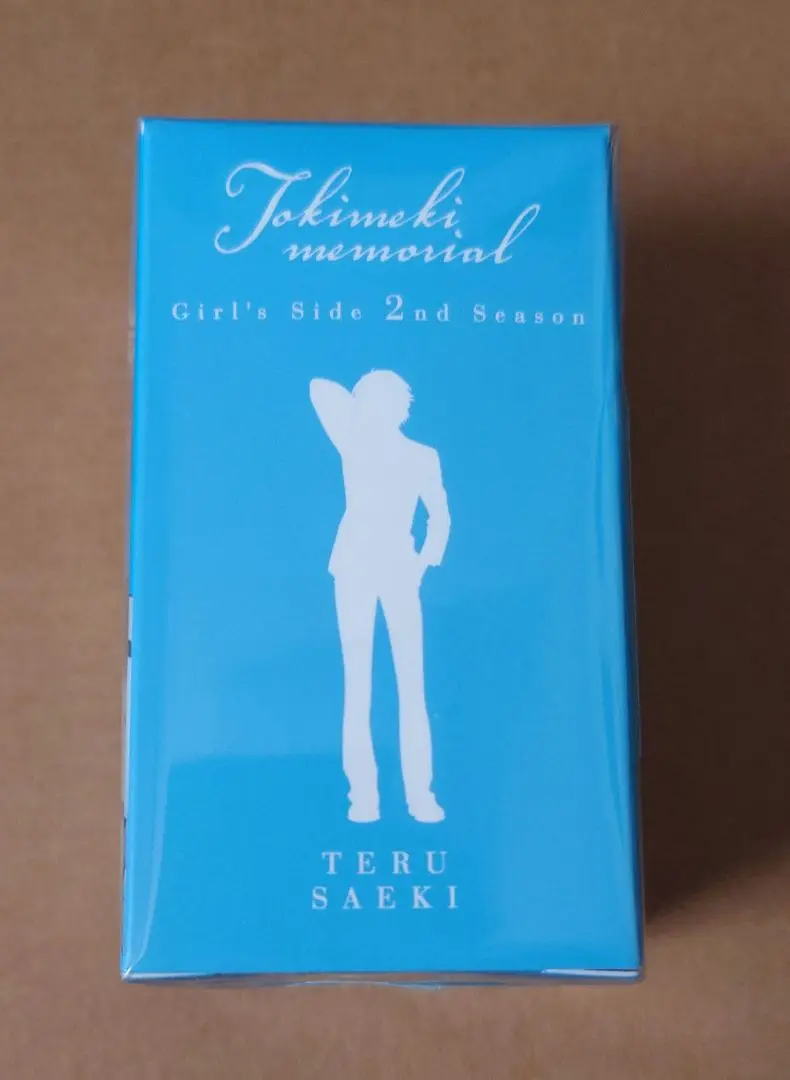 Tokimeki
memorial
Girl's Side 2nd Season
TERU
SAEKI